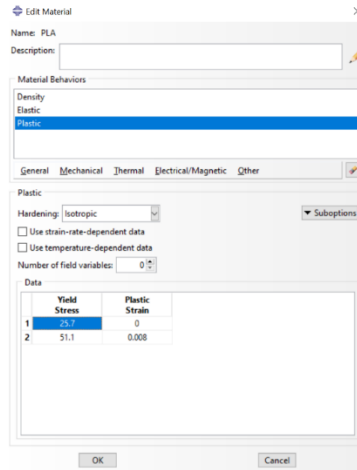 Edit Material
Name: PLA
Description:
Material Behaviors
Density
Elastic
Plastic
General Mechanical Thermal Electrical/Magnetic Other
Plastic
Hardening: Isotropic Suboptions
Use strain-rate-dependent data
Use temperature-dependent data
Number of field variables: 0
Data
Yield Stress Plastic Strain
1 25.7 0
2 51.1 0.008
OK Cancel